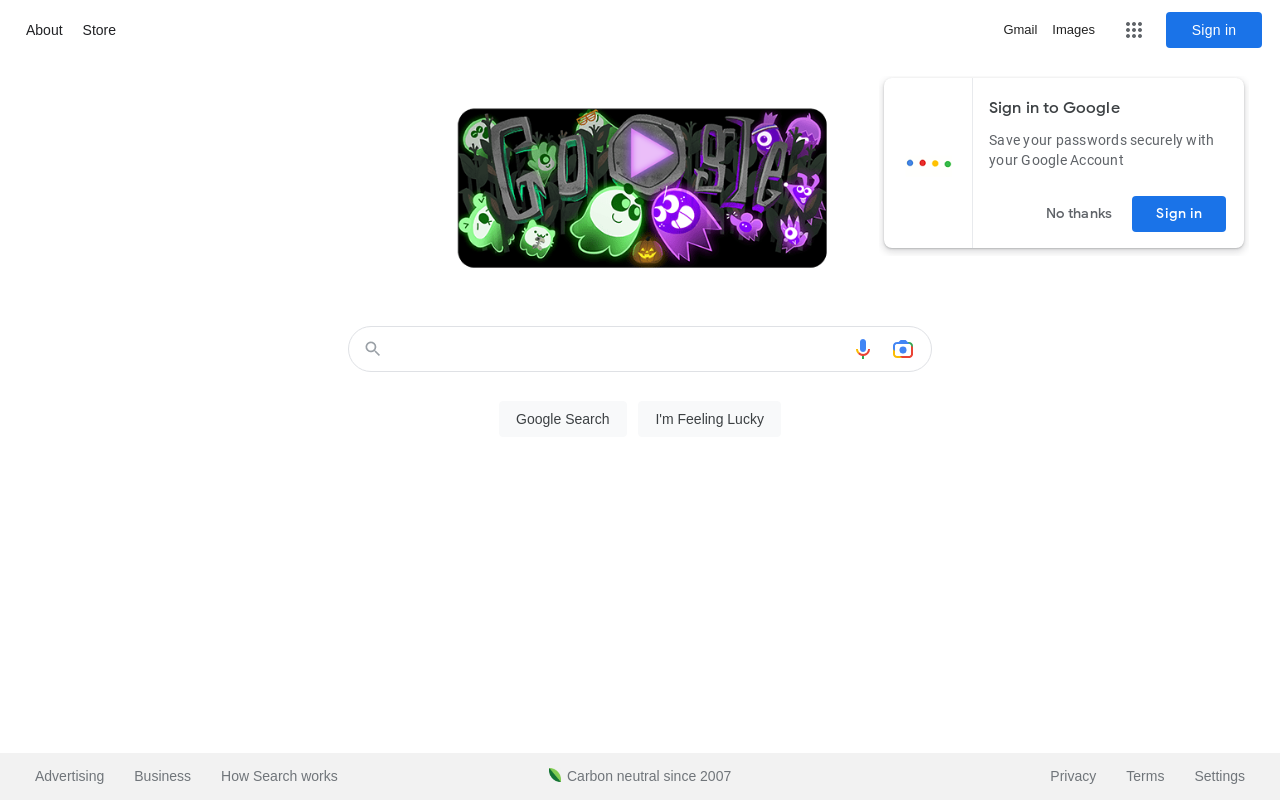 About Store Gmail Images Sign in
Google
Sign in to Google
Save your passwords securely with
your Google Account
No thanks Sign in
Google Search I'm Feeling Lucky
Advertising Business How Search works Carbon neutral since 2007 Privacy Terms Settings